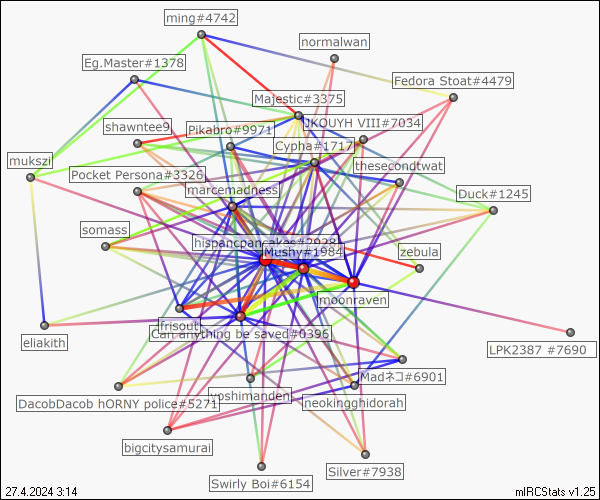 ming#4742
normalwan
Eg.Master#1378
Fedora Stoat#4479
Majestic#3375
JKOUYH VIII#7034
shawntee9
Pikabro#9971
Cypha#1717
mukszi
thesecondtwat
Pocket Persona#3326
marcemadness
Duck#1245
somass
hispancpancakas#2928
Mushy#1984
zebula
moonraven
frisout
Can anything be saved#0396
eliakith
LPK2387 #7690
Madネコ#6901
DacobDacob hORNY police#5271
yoshimanden
neokingghidorah
bigcitysamurai
Silver#7938
Swirly Boi#6154
27.4.2024 3:14
mIRCStats v1.25